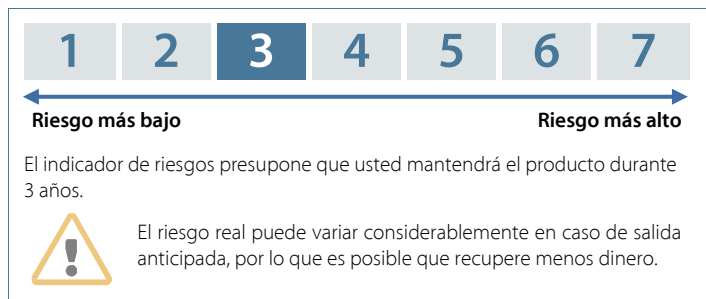 1 2 3 4 5 6 7
Riesgo más bajo Riesgo más alto
El indicador de riesgos presupone que usted mantendrá el producto durante
3 años.
El riesgo real puede variar considerablemente en caso de salida
anticipada, por lo que es posible que recupere menos dinero.